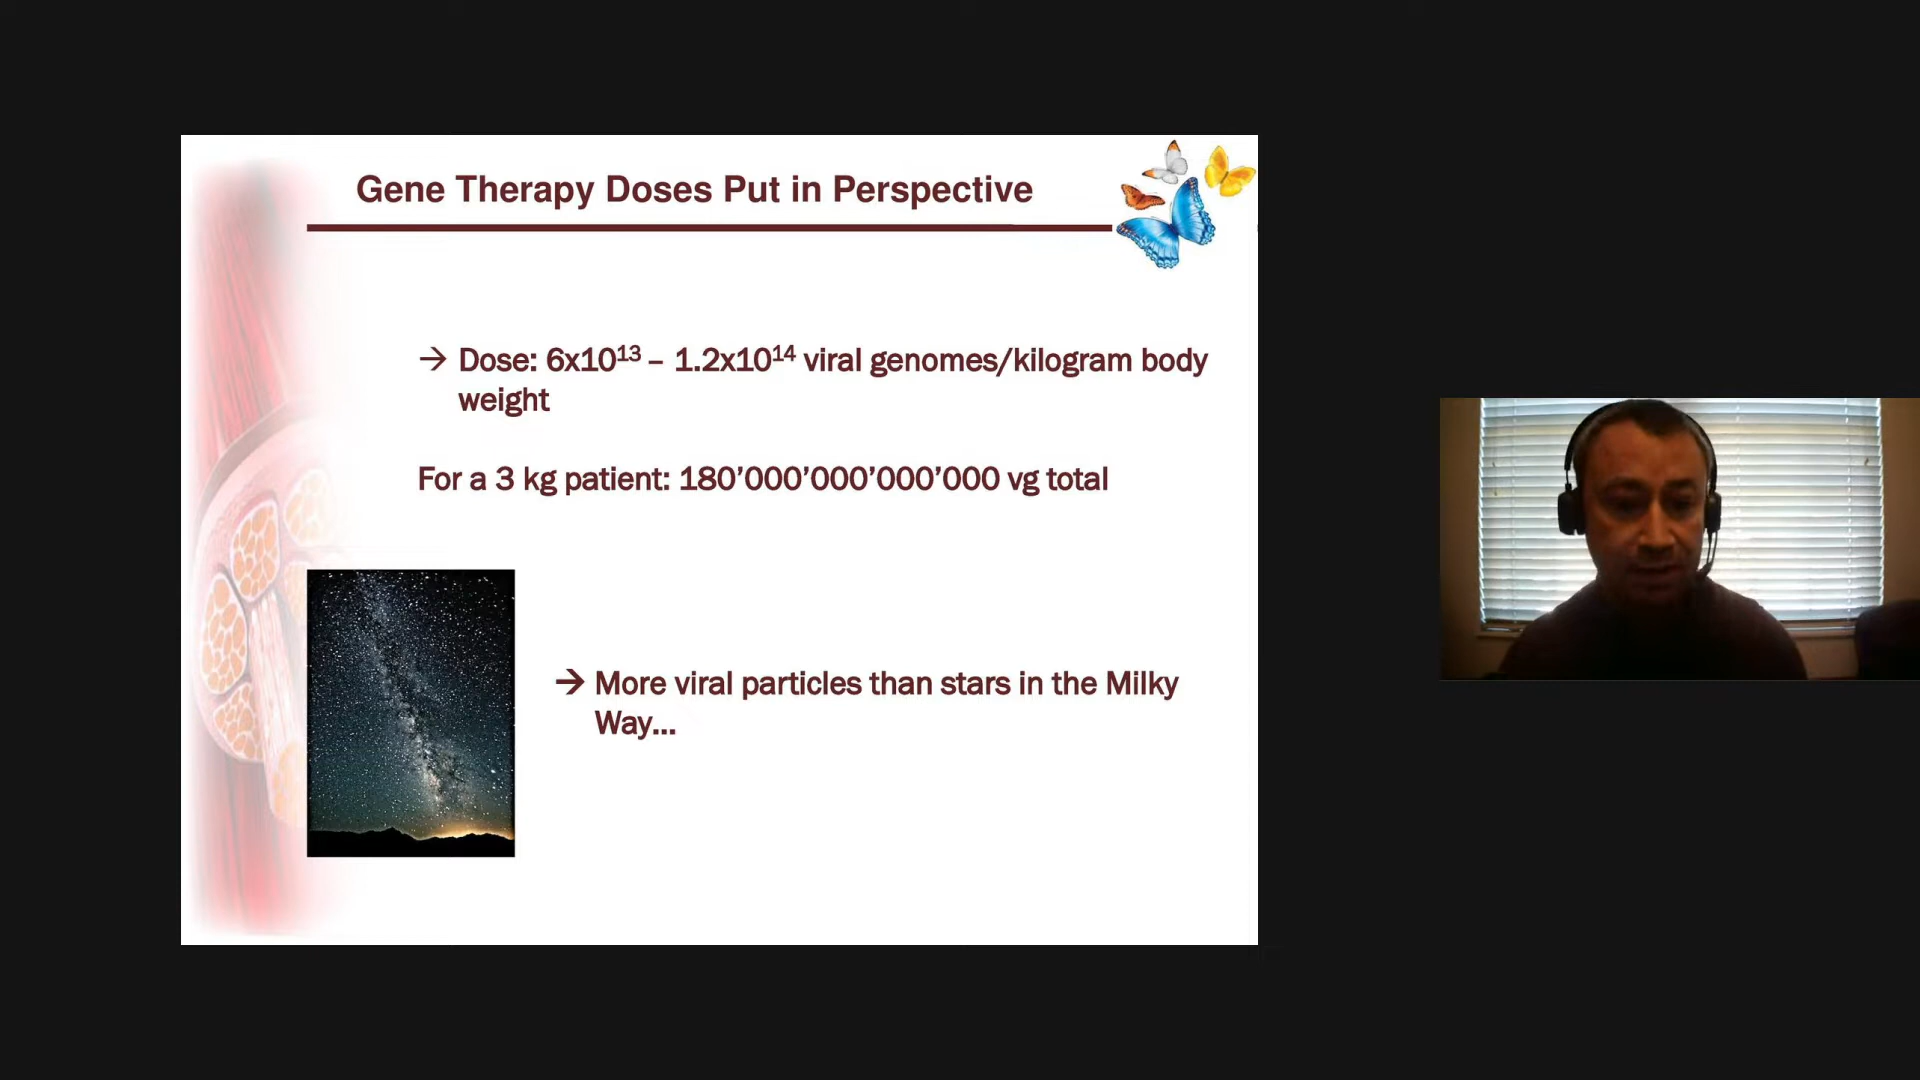 Gene Therapy Doses Put in Perspective
→ Dose: 6x10¹³ – 1.2x10¹⁴ viral genomes/kilogram body
weight
For a 3 kg patient: 180’000’000’000’000 vg total
→ More viral particles than stars in the Milky
Way...